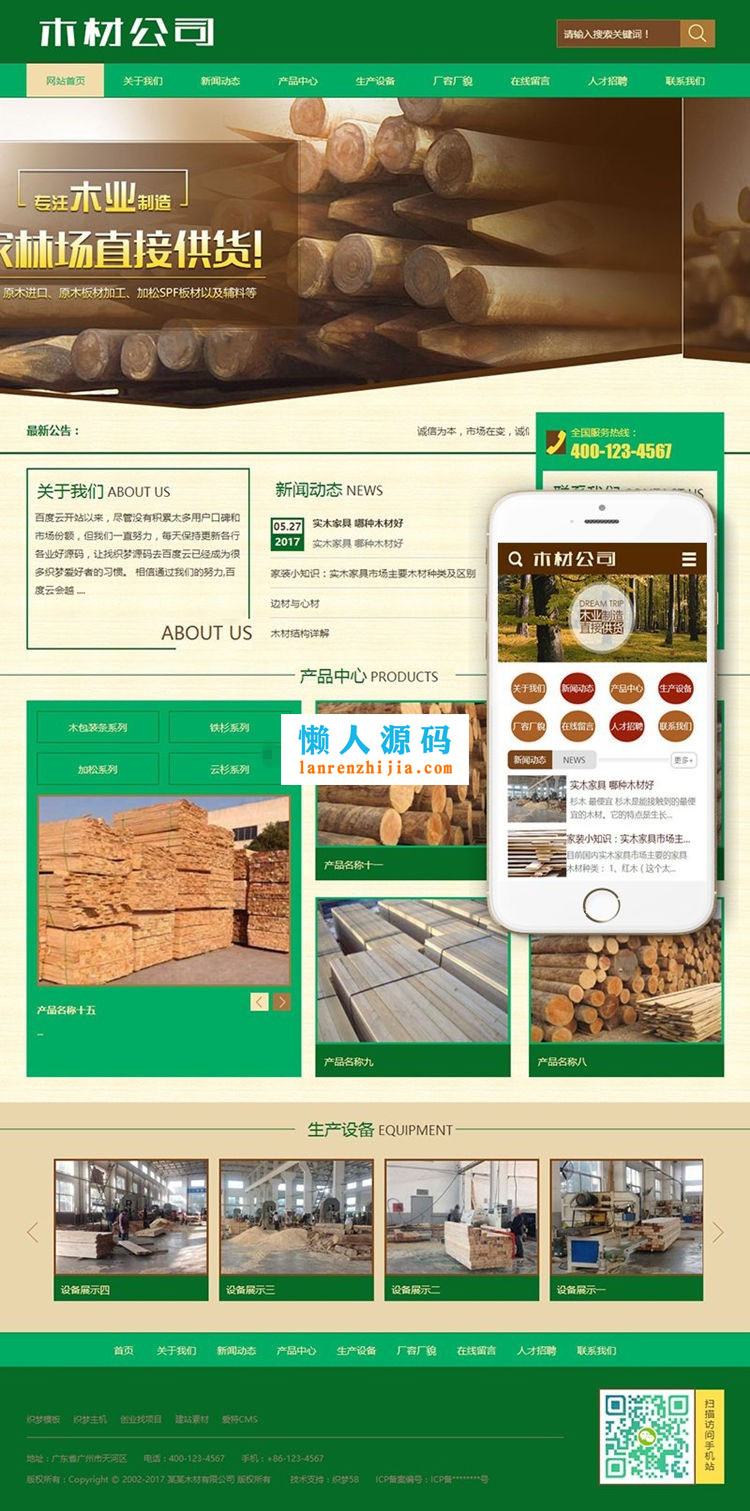 木材公司
请输入搜索关键词！
网站首页 关于我们 新闻动态 产品中心 生产设备 厂容厂貌 在线留言 人才招聘 联系我们
专注木业制造
家林场直接供货!
原木进口、原木板材加工、加松SPF板材以及辅料等
最新公告：
诚信为本，市场在变，诚信
全国服务热线：
400-123-4567
关于我们 ABOUT US
百度云开站以来，尽管没有积累太多用户口碑和
市场份额，但我们一直努力，每天保持更新各行
各业好源码，让找织梦源码去百度云已经成为很
多织梦爱好者的习惯。 相信通过我们的努力,百
度云会越 ....
ABOUT US
新闻动态 NEWS
05.27
2017
实木家具 哪种木材好
实木家具 哪种木材好
家装小知识：实木家具市场主要木材种类及区别
边材与心材
木材结构详解
联系我们 CONTACT US
木材公司
DREAM TRIP
木业制造
直接供货
关于我们 新闻动态 产品中心 生产设备
厂容厂貌 在线留言 人才招聘 联系我们
新闻动态 NEWS 更多+
实木家具 哪种木材好
杉木 最便宜 杉木是能接触到的最便
宜的木材。它的特点是生长...
家装小知识：实木家具市场主...
目前国内实木家具市场主要的家具
木材种类： 1、红木（这个太...
产品中心 PRODUCTS
木包装条系列 铁杉系列
加松系列 云杉系列
懒人源码
lanrenzhijia.com
产品名称十五
...
产品名称十一
产品名称九
产品名称八
生产设备 EQUIPMENT
设备展示四
设备展示三
设备展示二
设备展示一
首页 关于我们 新闻动态 产品中心 生产设备 厂容厂貌 在线留言 人才招聘 联系我们
织梦模板 织梦主机 创业找项目 建站素材 爱特CMS
地址：广东省广州市天河区 电话：400-123-4567 手机：+86-123-4567
版权所有：Copyright © 2002-2017 某某木材有限公司 版权所有 技术支持：织梦58 ICP备案编号：ICP备********号
扫描访问手机站